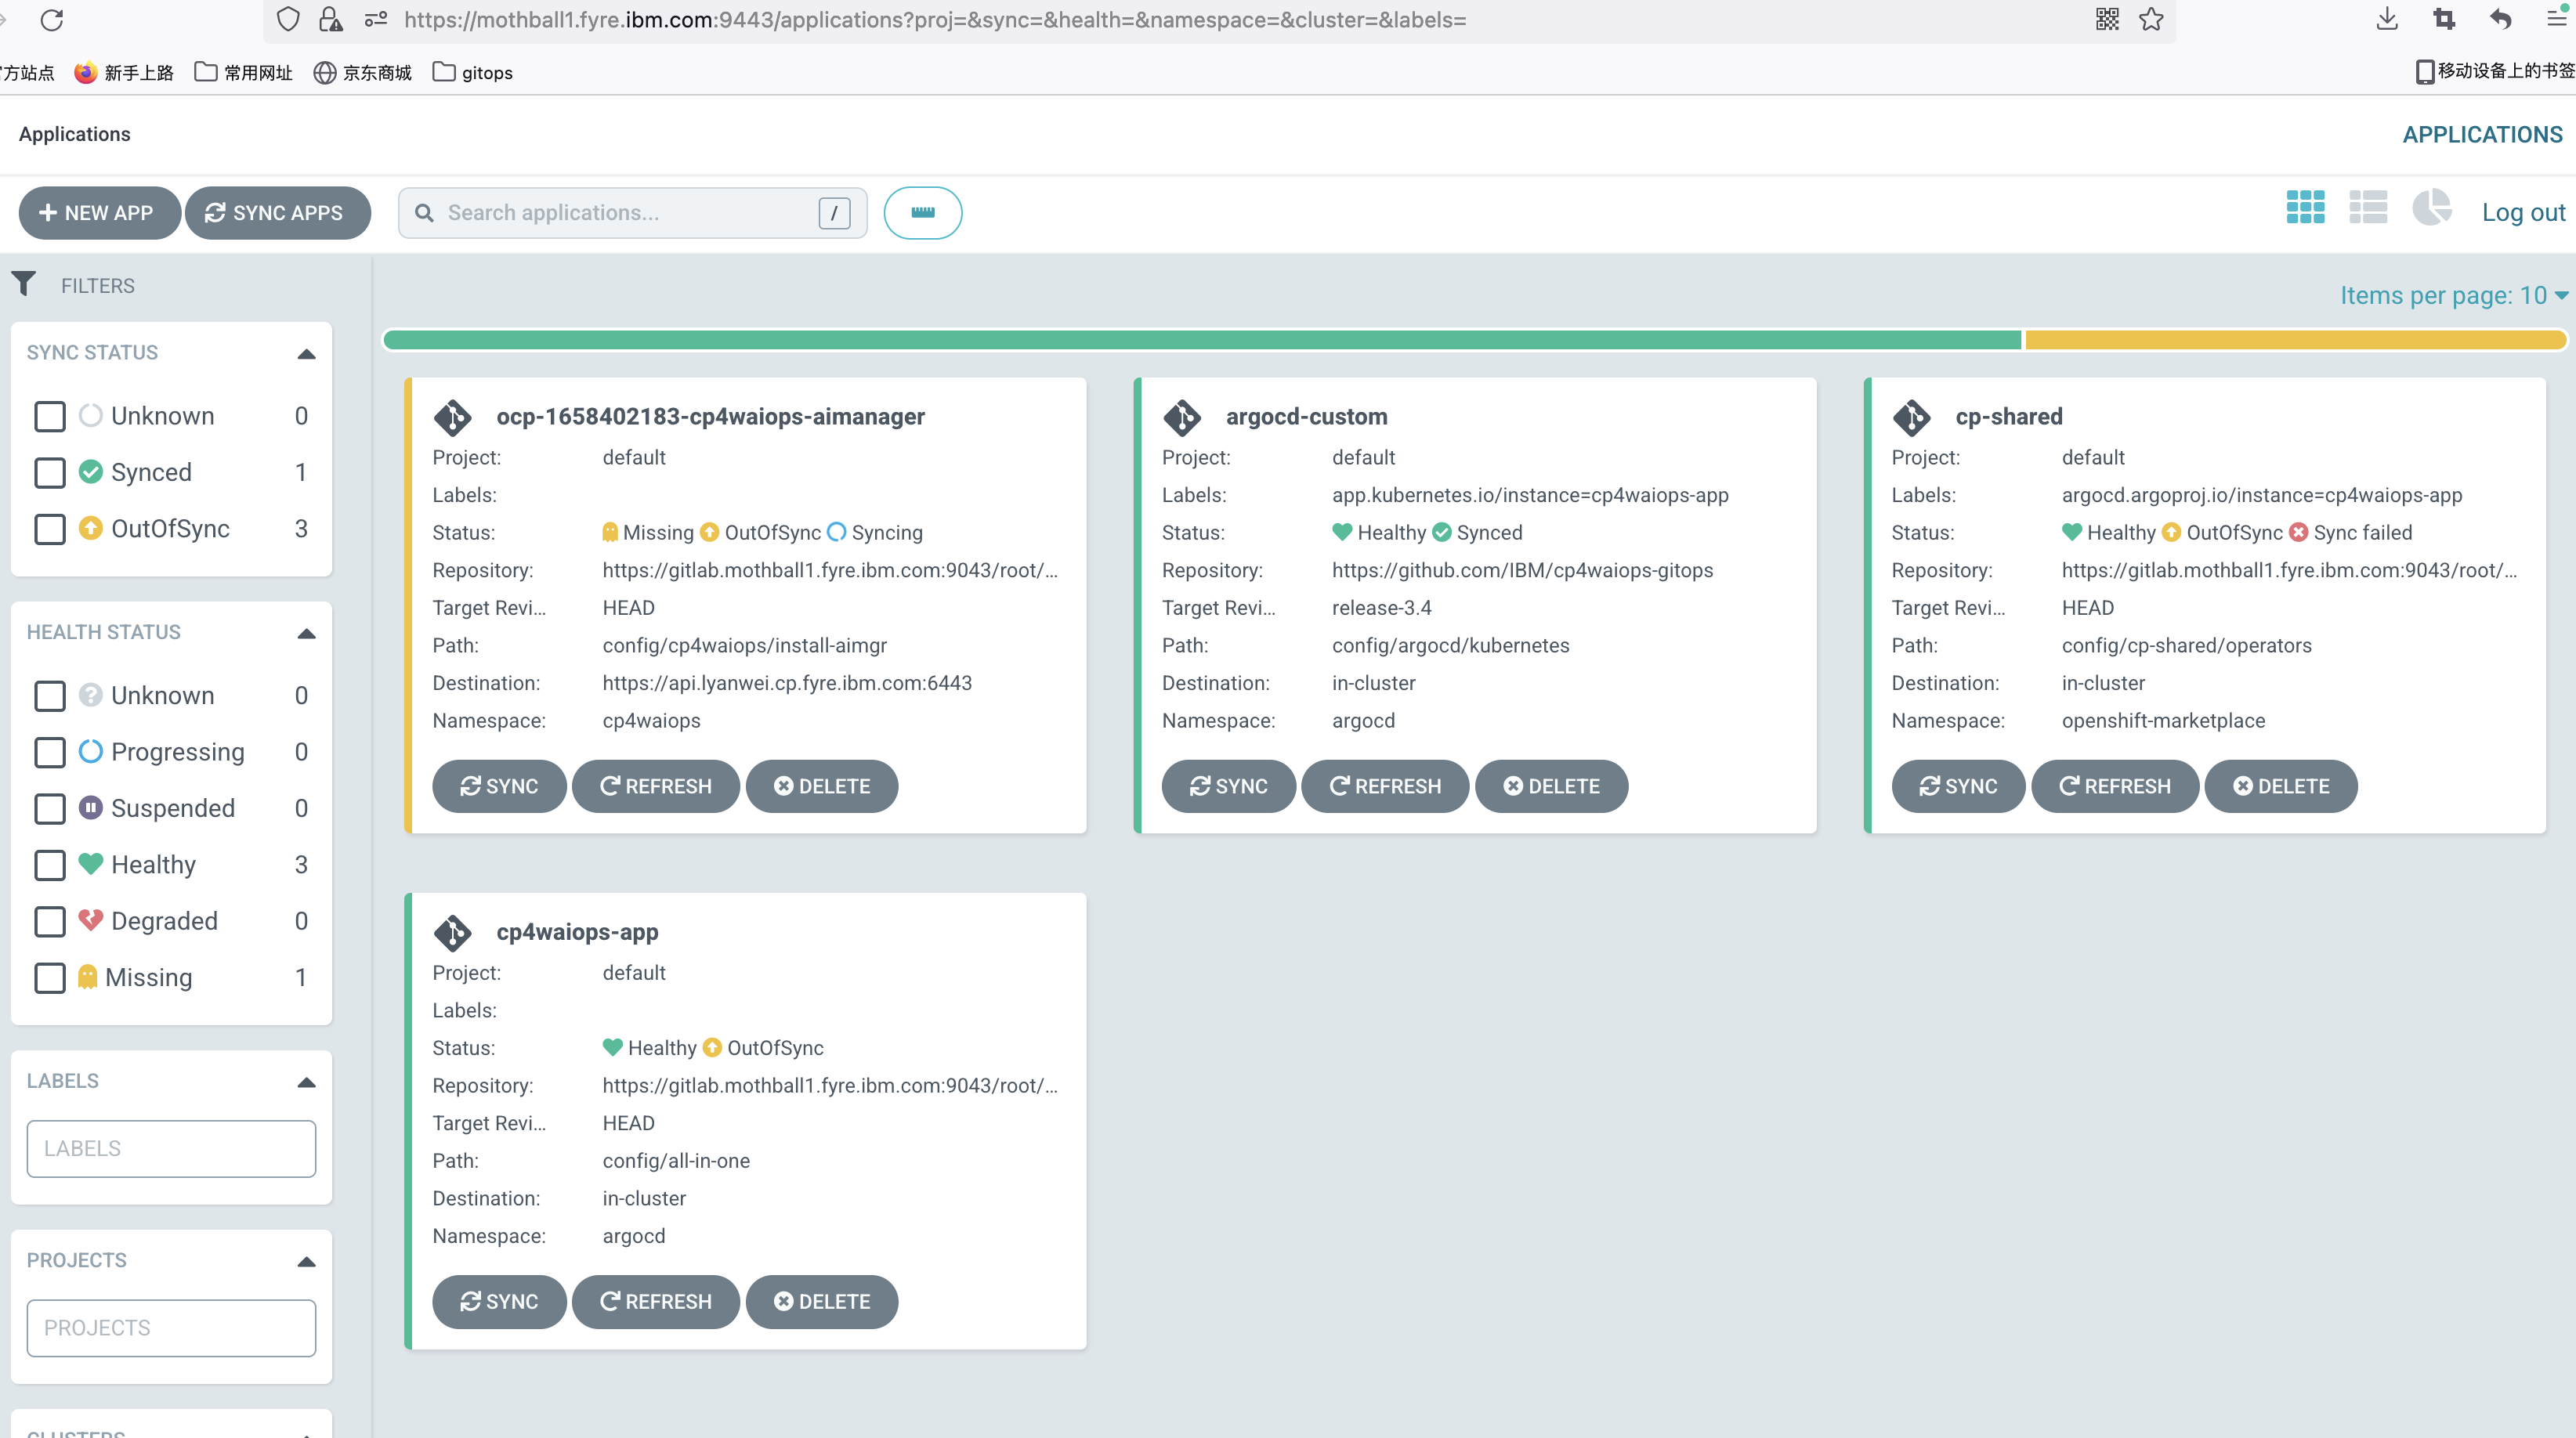 https://mothball1.fyre.ibm.com:9443/applications?proj=&sync=&health=&namespace=&cluster=&labels=
方站点 新手上路 常用网址 京东商城 gitops 移动设备上的书签
Applications APPLICATIONS
NEW APP SYNC APPS Search applications... / Log out
FILTERS
Items per page: 10
SYNC STATUS
Unknown 0
Synced 1
OutOfSync 3
HEALTH STATUS
Unknown 0
Progressing 0
Suspended 0
Healthy 3
Degraded 0
Missing 1
LABELS
LABELS
PROJECTS
PROJECTS
CLUSTERS
ocp-1658402183-cp4waiops-aimanager
Project: default
Labels:
Status: Missing OutOfSync Syncing
Repository: https://gitlab.mothball1.fyre.ibm.com:9043/root/...
Target Revi... HEAD
Path: config/cp4waiops/install-aimgr
Destination: https://api.lyanwei.cp.fyre.ibm.com:6443
Namespace: cp4waiops
SYNC REFRESH DELETE
argocd-custom
Project: default
Labels: app.kubernetes.io/instance=cp4waiops-app
Status: Healthy Synced
Repository: https://github.com/IBM/cp4waiops-gitops
Target Revi... release-3.4
Path: config/argocd/kubernetes
Destination: in-cluster
Namespace: argocd
SYNC REFRESH DELETE
cp-shared
Project: default
Labels: argocd.argoproj.io/instance=cp4waiops-app
Status: Healthy OutOfSync Sync failed
Repository: https://gitlab.mothball1.fyre.ibm.com:9043/root/...
Target Revi... HEAD
Path: config/cp-shared/operators
Destination: in-cluster
Namespace: openshift-marketplace
SYNC REFRESH DELETE
cp4waiops-app
Project: default
Labels:
Status: Healthy OutOfSync
Repository: https://gitlab.mothball1.fyre.ibm.com:9043/root/...
Target Revi... HEAD
Path: config/all-in-one
Destination: in-cluster
Namespace: argocd
SYNC REFRESH DELETE